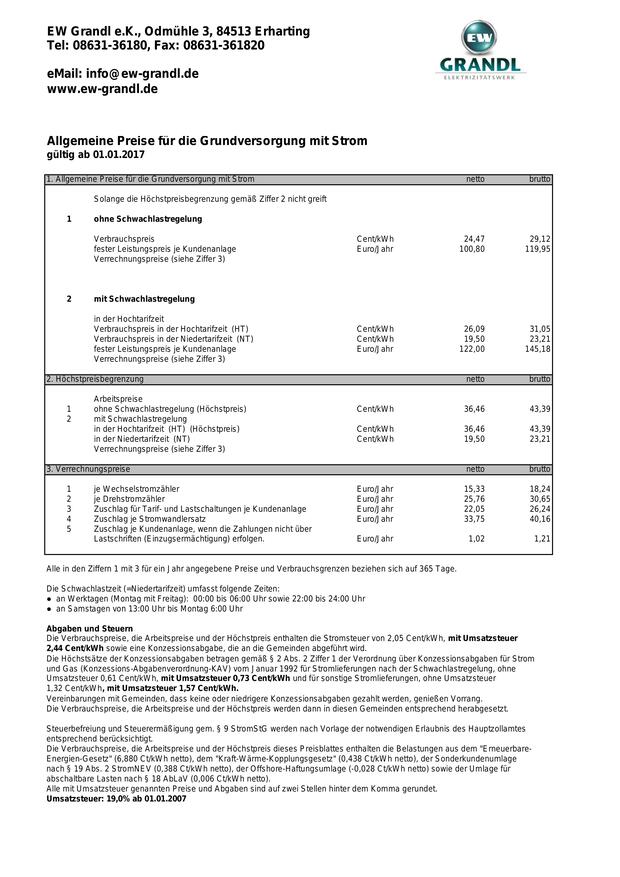 EW Grandl e.K., Odmühle 3, 84513 Erharting
Tel: 08631-36180, Fax: 08631-361820
eMail: info@ew-grandl.de
www.ew-grandl.de
EW
GRANDL
ELEKTRIZITÄTSWERK
Allgemeine Preise für die Grundversorgung mit Strom
gültig ab 01.01.2017
1. Allgemeine Preise für die Grundversorgung mit Strom netto brutto
Solange die Höchstpreisbegrenzung gemäß Ziffer 2 nicht greift
1 ohne Schwachlastregelung
Verbrauchspreis Cent/kWh 24,47 29,12
fester Leistungspreis je Kundenanlage Euro/Jahr 100,80 119,95
Verrechnungspreise (siehe Ziffer 3)
2 mit Schwachlastregelung
in der Hochtarifzeit
Verbrauchspreis in der Hochtarifzeit (HT) Cent/kWh 26,09 31,05
Verbrauchspreis in der Niedertarifzeit (NT) Cent/kWh 19,50 23,21
fester Leistungspreis je Kundenanlage Euro/Jahr 122,00 145,18
Verrechnungspreise (siehe Ziffer 3)
2. Höchstpreisbegrenzung netto brutto
Arbeitspreise
1 ohne Schwachlastregelung (Höchstpreis) Cent/kWh 36,46 43,39
2 mit Schwachlastregelung
in der Hochtarifzeit (HT) (Höchstpreis) Cent/kWh 36,46 43,39
in der Niedertarifzeit (NT) Cent/kWh 19,50 23,21
Verrechnungspreise (siehe Ziffer 3)
3. Verrechnungspreise netto brutto
1 je Wechselstromzähler Euro/Jahr 15,33 18,24
2 je Drehstromzähler Euro/Jahr 25,76 30,65
3 Zuschlag für Tarif- und Lastschaltungen je Kundenanlage Euro/Jahr 22,05 26,24
4 Zuschlag je Stromwandlersatz Euro/Jahr 33,75 40,16
5 Zuschlag je Kundenanlage, wenn die Zahlungen nicht über
Lastschriften (Einzugsermächtigung) erfolgen. Euro/Jahr 1,02 1,21
Alle in den Ziffern 1 mit 3 für ein Jahr angegebene Preise und Verbrauchsgrenzen beziehen sich auf 365 Tage.
Die Schwachlastzeit (=Niedertarifzeit) umfasst folgende Zeiten:
● an Werktagen (Montag mit Freitag): 00:00 bis 06:00 Uhr sowie 22:00 bis 24:00 Uhr
● an Samstagen von 13:00 Uhr bis Montag 6:00 Uhr
Abgaben und Steuern
Die Verbrauchspreise, die Arbeitspreise und der Höchstpreis enthalten die Stromsteuer von 2,05 Cent/kWh, mit Umsatzsteuer
2,44 Cent/kWh sowie eine Konzessionsabgabe, die an die Gemeinden abgeführt wird.
Die Höchstsätze der Konzessionsabgaben betragen gemäß § 2 Abs. 2 Ziffer 1 der Verordnung über Konzessionsabgaben für Strom
und Gas (Konzessions-Abgabenverordnung-KAV) vom Januar 1992 für Stromlieferungen nach der Schwachlastregelung, ohne
Umsatzsteuer 0,61 Cent/kWh, mit Umsatzsteuer 0,73 Cent/kWh und für sonstige Stromlieferungen, ohne Umsatzsteuer
1,32 Cent/kWh, mit Umsatzsteuer 1,57 Cent/kWh.
Vereinbarungen mit Gemeinden, dass keine oder niedrigere Konzessionsabgaben gezahlt werden, genießen Vorrang.
Die Verbrauchspreise, die Arbeitspreise und der Höchstpreis werden dann in diesen Gemeinden entsprechend herabgesetzt.
Steuerbefreiung und Steuerermäßigung gem. § 9 StromStG werden nach Vorlage der notwendigen Erlaubnis des Hauptzollamtes
entsprechend berücksichtigt.
Die Verbrauchspreise, die Arbeitspreise und der Höchstpreis dieses Preisblattes enthalten die Belastungen aus dem "Erneuerbare-
Energien-Gesetz" (6,880 Ct/kWh netto), dem "Kraft-Wärme-Kopplungsgesetz" (0,438 Ct/kWh netto), der Sonderkundenumlage
nach § 19 Abs. 2 StromNEV (0,388 Ct/kWh netto), der Offshore-Haftungsumlage (-0,028 Ct/kWh netto) sowie der Umlage für
abschaltbare Lasten nach § 18 AbLaV (0,006 Ct/kWh netto).
Alle mit Umsatzsteuer genannten Preise und Abgaben sind auf zwei Stellen hinter dem Komma gerundet.
Umsatzsteuer: 19,0% ab 01.01.2007